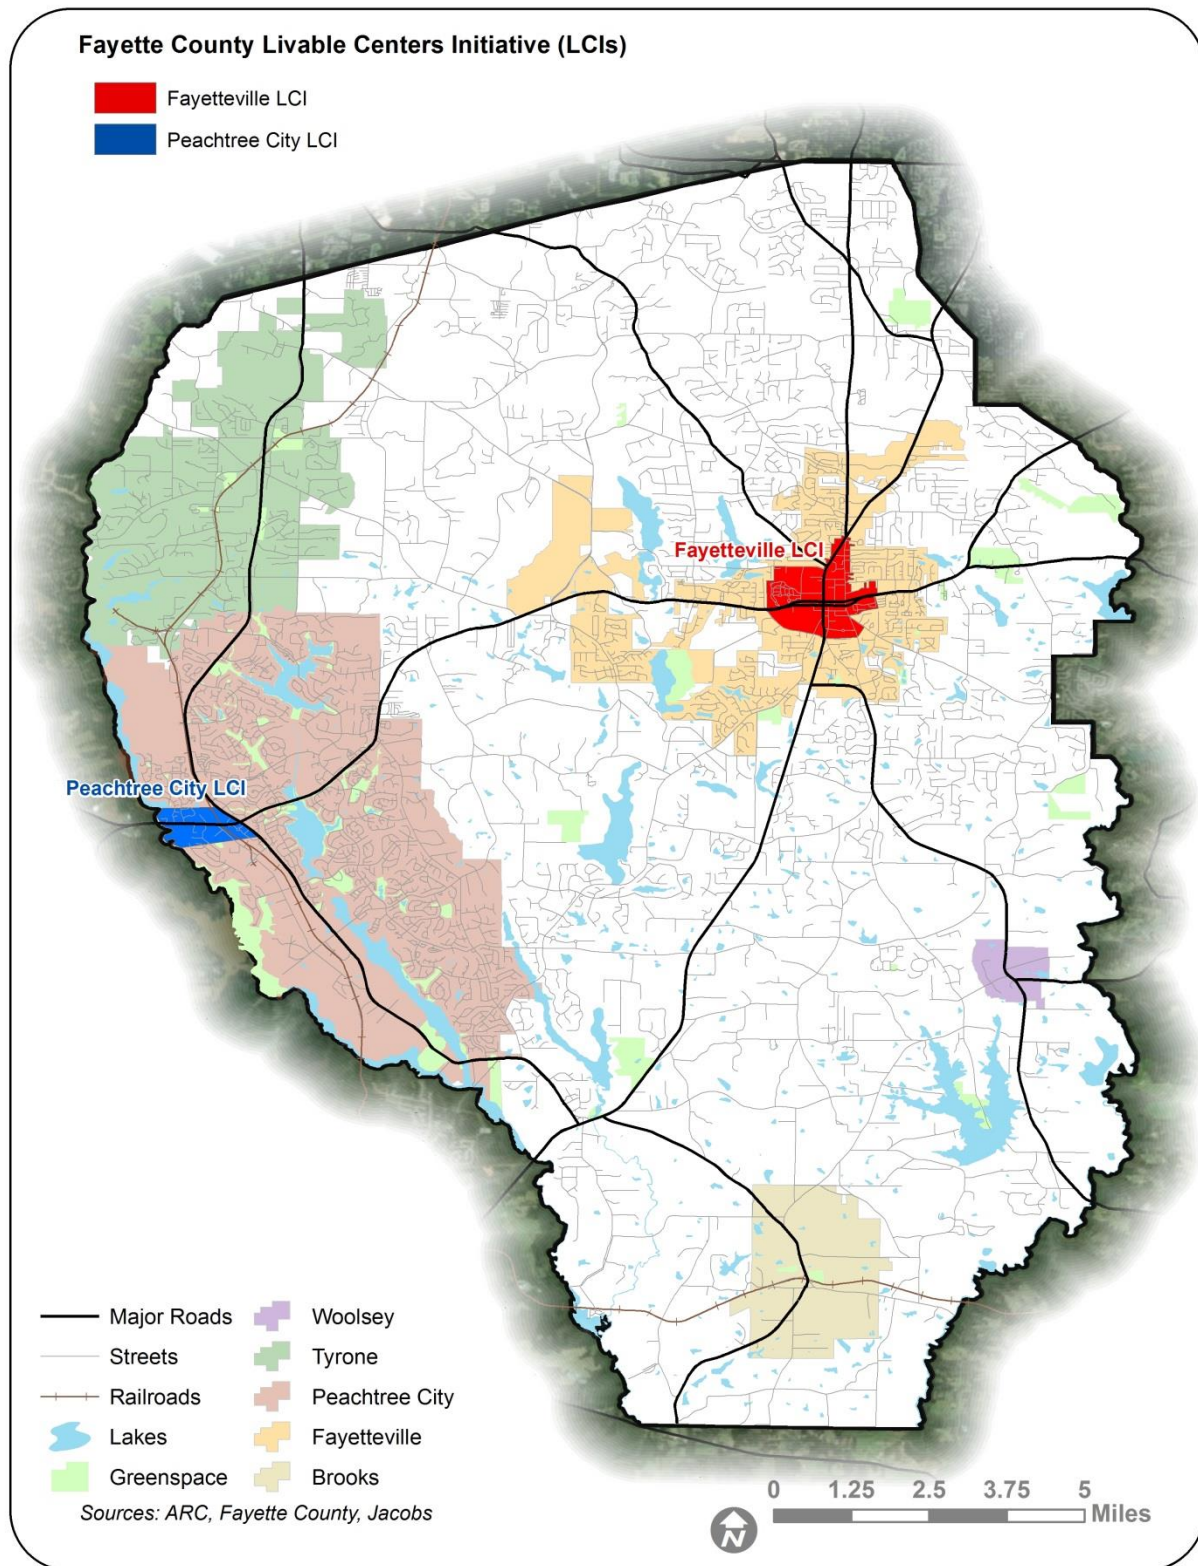 Fayette County Livable Centers Initiative (LCIs)
Fayetteville LCI
Peachtree City LCI
Fayetteville LCI
Peachtree City LCI
Major Roads
Streets
Railroads
Lakes
Greenspace
Woolsey
Tyrone
Peachtree City
Fayetteville
Brooks
Sources: ARC, Fayette County, Jacobs
N
0 1.25 2.5 3.75 5
Miles